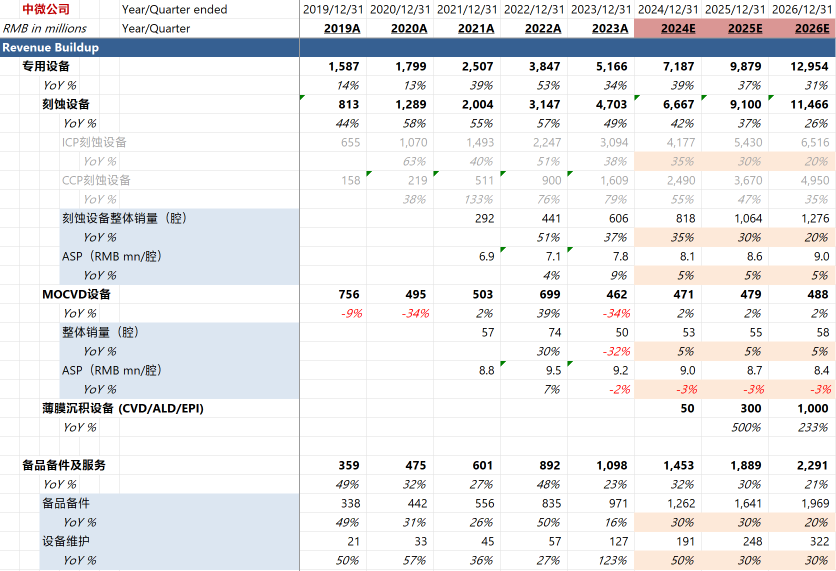 中微公司 Year/Quarter ended 2019/12/31 2020/12/31 2021/12/31 2022/12/31 2023/12/31 2024/12/31 2025/12/31 2026/12/31
RMB in millions Year/Quarter 2019A 2020A 2021A 2022A 2023A 2024E 2025E 2026E
Revenue Buildup
专用设备 1,587 1,799 2,507 3,847 5,166 7,187 9,879 12,954
YoY % 14% 13% 39% 53% 34% 39% 37% 31%
刻蚀设备 813 1,289 2,004 3,147 4,703 6,667 9,100 11,466
YoY % 44% 58% 55% 57% 49% 42% 37% 26%
ICP刻蚀设备 655 1,070 1,493 2,247 3,094 4,177 5,430 6,516
YoY % 63% 40% 51% 38% 35% 30% 20%
CCP刻蚀设备 158 219 511 900 1,609 2,490 3,670 4,950
YoY % 38% 133% 76% 79% 55% 47% 35%
刻蚀设备整体销量（腔） 292 441 606 818 1,064 1,276
YoY % 51% 37% 35% 30% 20%
ASP（RMB mn/腔） 6.9 7.1 7.8 8.1 8.6 9.0
YoY % 4% 9% 5% 5% 5%
MOCVD设备 756 495 503 699 462 471 479 488
YoY % -9% -34% 2% 39% -34% 2% 2% 2%
整体销量（腔） 57 74 50 53 55 58
YoY % 30% -32% 5% 5% 5%
ASP（RMB mn/腔） 8.8 9.5 9.2 9.0 8.7 8.4
YoY % 7% -2% -3% -3% -3%
薄膜沉积设备 (CVD/ALD/EPI) 50 300 1,000
YoY % 500% 233%
备品备件及服务 359 475 601 892 1,098 1,453 1,889 2,291
YoY % 49% 32% 27% 48% 23% 32% 30% 21%
备品备件 338 442 556 835 971 1,262 1,641 1,969
YoY % 49% 31% 26% 50% 16% 30% 30% 20%
设备维护 21 33 45 57 127 191 248 322
YoY % 50% 57% 36% 27% 123% 50% 30% 30%